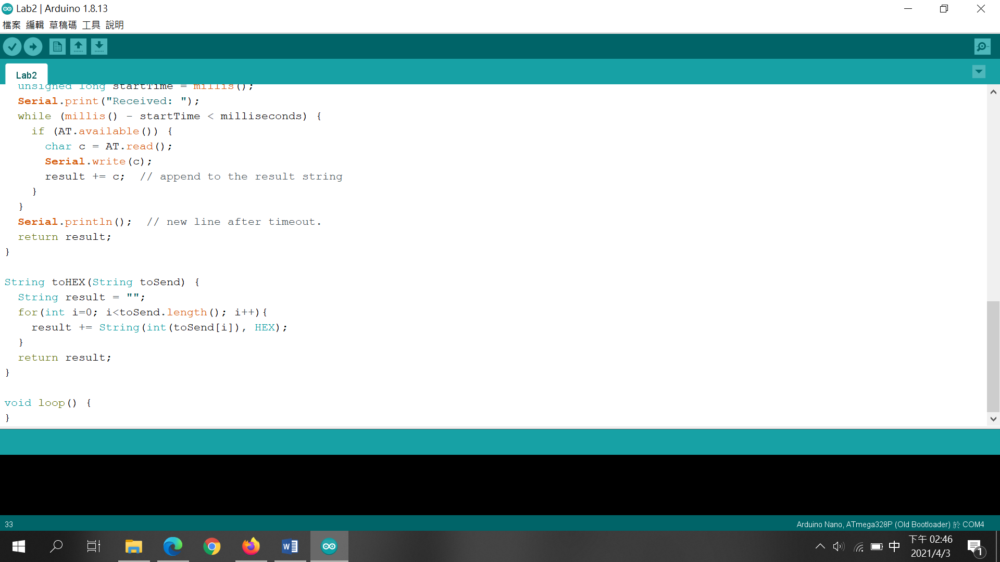 Lab2 | Arduino 1.8.13
檔案 編輯 草稿碼 工具 說明
Lab2
unsigned long startTime = millis();
Serial.print("Received: ");
while (millis() - startTime < milliseconds) {
if (AT.available()) {
char c = AT.read();
Serial.write(c);
result += c;  // append to the result string
}
}
Serial.println();  // new line after timeout.
return result;
}
String toHEX(String toSend) {
String result = "";
for(int i=0; i<toSend.length(); i++){
result += String(int(toSend[i]), HEX);
}
return result;
}
void loop() {
}
33
Arduino Nano, ATmega328P (Old Bootloader) 於 COM4
中
下午 02:46
2021/4/3
1